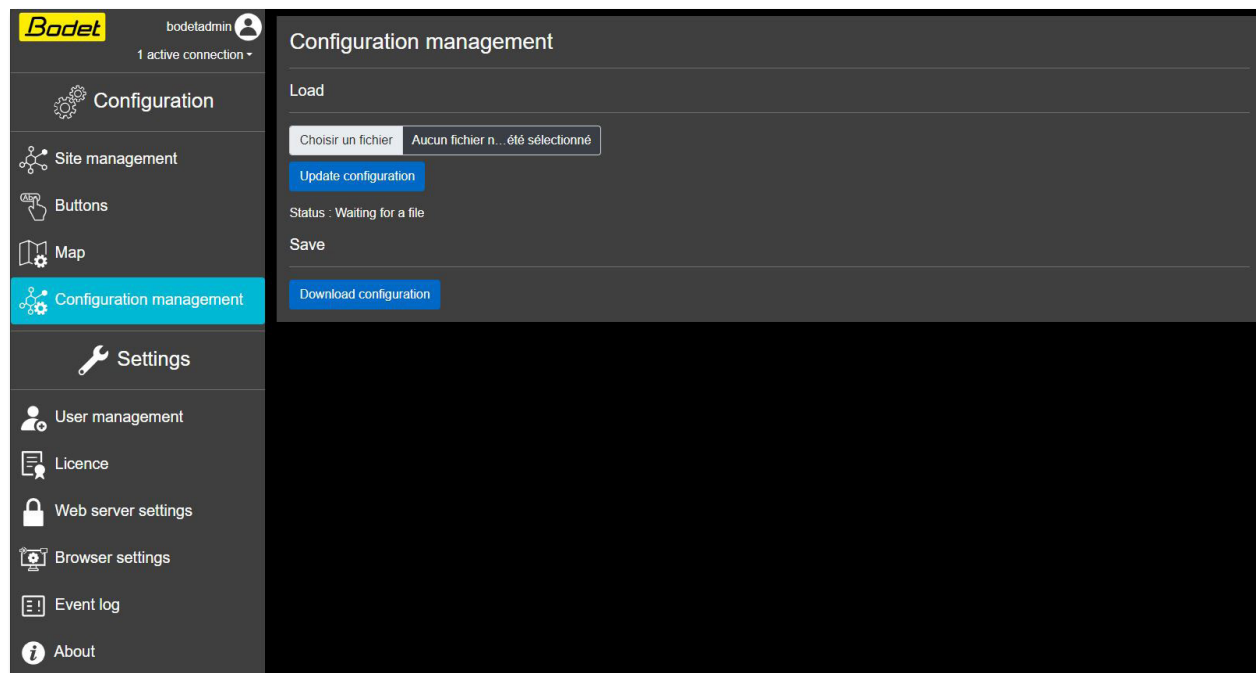 Bodet
bodetadmin
1 active connection
Configuration
Site management
Buttons
Map
Configuration management
Settings
User management
Licence
Web server settings
Browser settings
Event log
About
Configuration management
Load
Choisir un fichier Aucun fichier n...été sélectionné
Update configuration
Status : Waiting for a file
Save
Download configuration